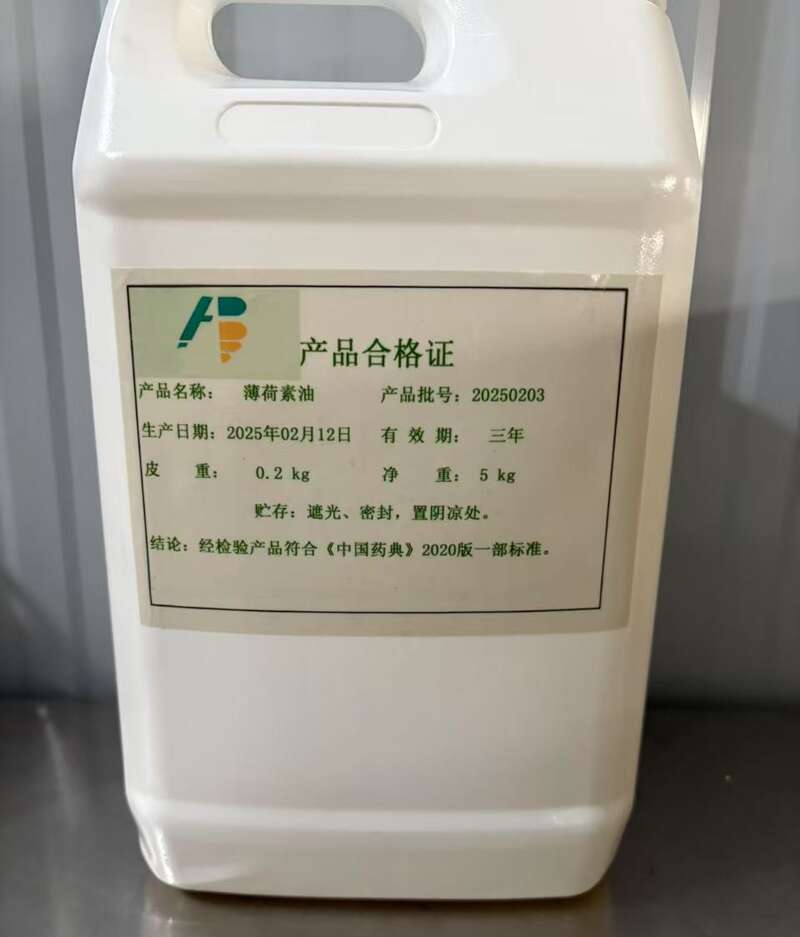 AB
产品合格证
产品名称: 薄荷素油 产品批号: 20250203
生产日期: 2025年02月12日 有效期: 三年
皮重: 0.2 kg 净重: 5 kg
贮存: 遮光、密封, 置阴凉处。
结论: 经检验产品符合《中国药典》2020版一部标准。